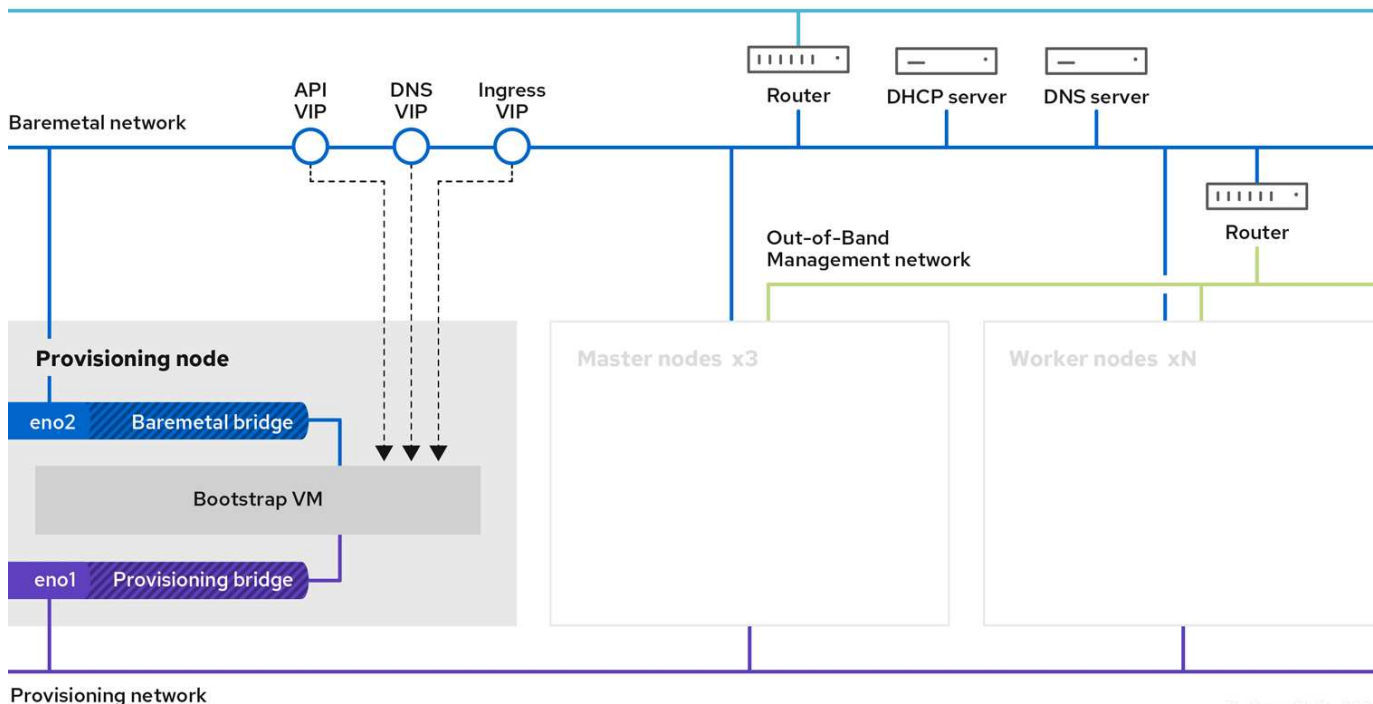 API
VIP
DNS
VIP
Ingress
VIP
Router
DHCP server
DNS server
Baremetal network
Router
Out-of-Band
Management network
Provisioning node
Master nodes x3
Worker nodes xN
eno2
Baremetal bridge
Bootstrap VM
eno1
Provisioning bridge
Provisioning network